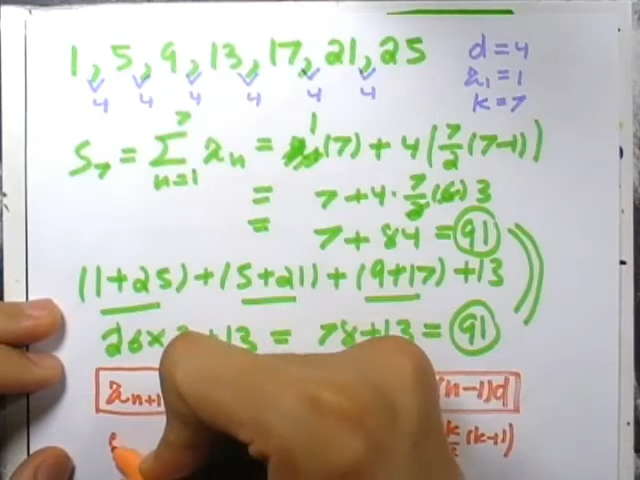 1, 5, 9, 13, 17, 21, 25
4 4 4 4 4 4
d = 4
a₁ = 1
k = 7
S₇ = ∑ₙ₌₁⁷ aₙ = 1 (7) + 4 (7/2 (7-1))
= 7 + 4 · 7/2 (6) 3
= 7 + 84 = 91
(1+25) + (5+21) + (9+17) + 13
26 × +13 = 78+13 = 91
aₙ₊₁ (n-1)d
(k-1)